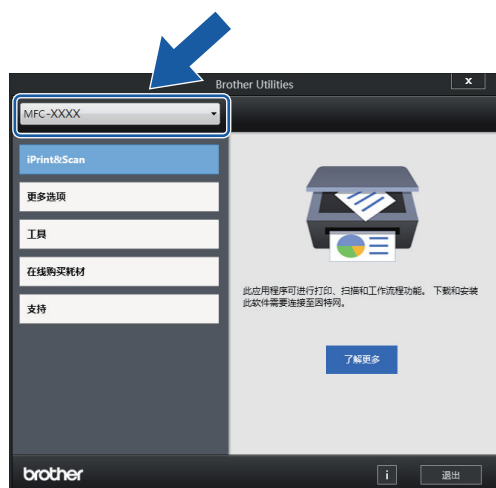 Brother Utilities
x
MFC-XXXX
iPrint&Scan
更多选项
工具
在线购买耗材
支持
此应用程序可进行打印、扫描和工作流程功能。 下载和安装
此软件需要连接至因特网。
了解更多
brother
i
退出